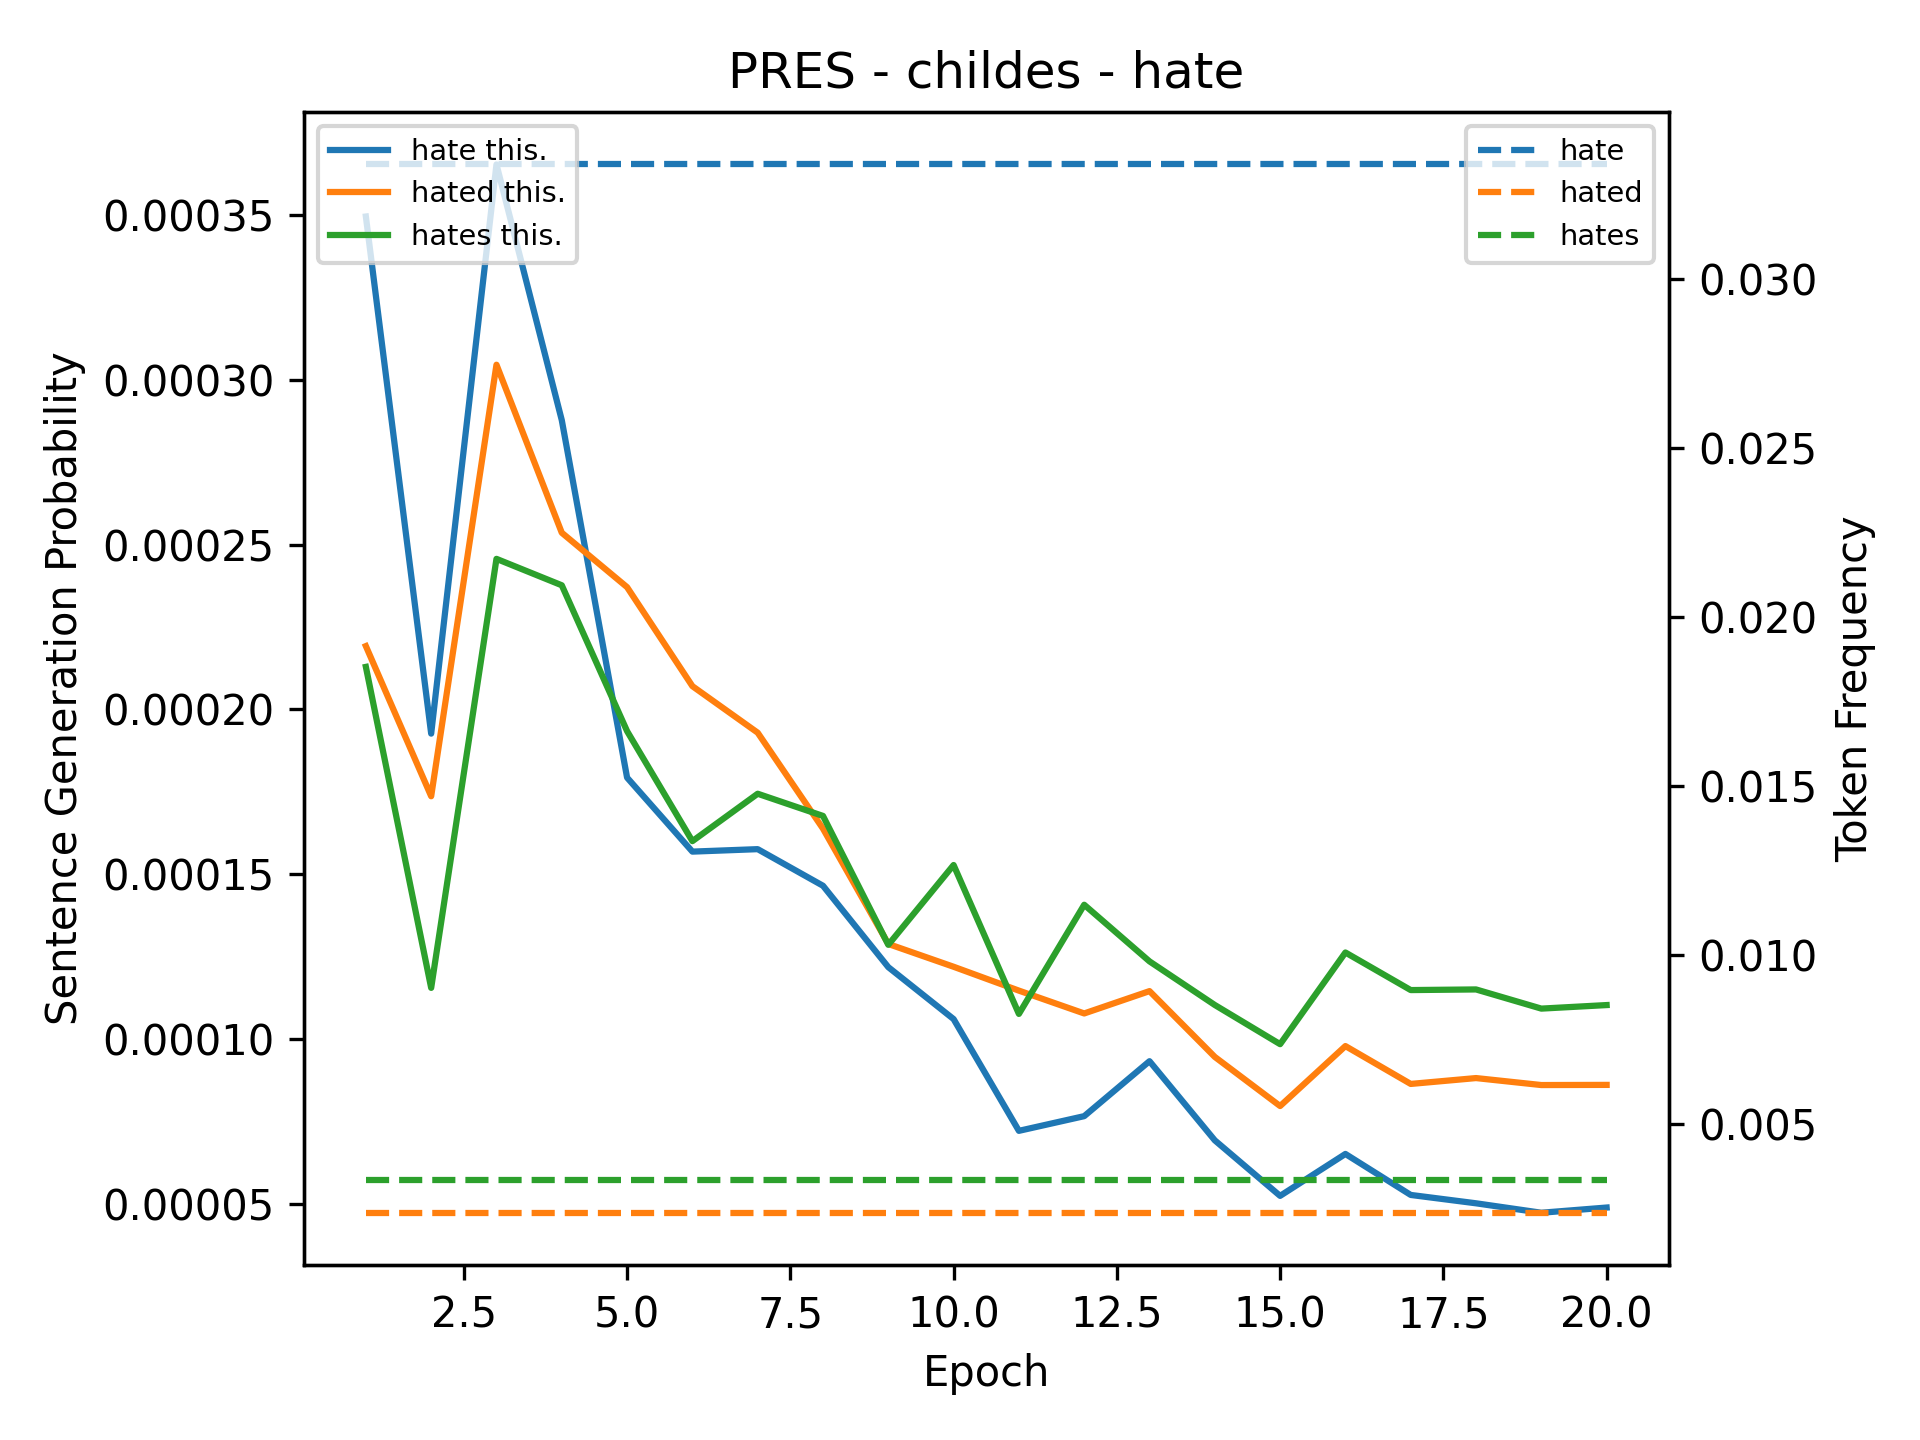 PRES - childes - hate
hate this.
hated this.
hates this.
hate
hated
hates
Sentence Generation Probability
0.00035
0.00030
0.00025
0.00020
0.00015
0.00010
0.00005
0.030
0.025
0.020
0.015
0.010
0.005
Token Frequency
2.5 5.0 7.5 10.0 12.5 15.0 17.5 20.0
Epoch